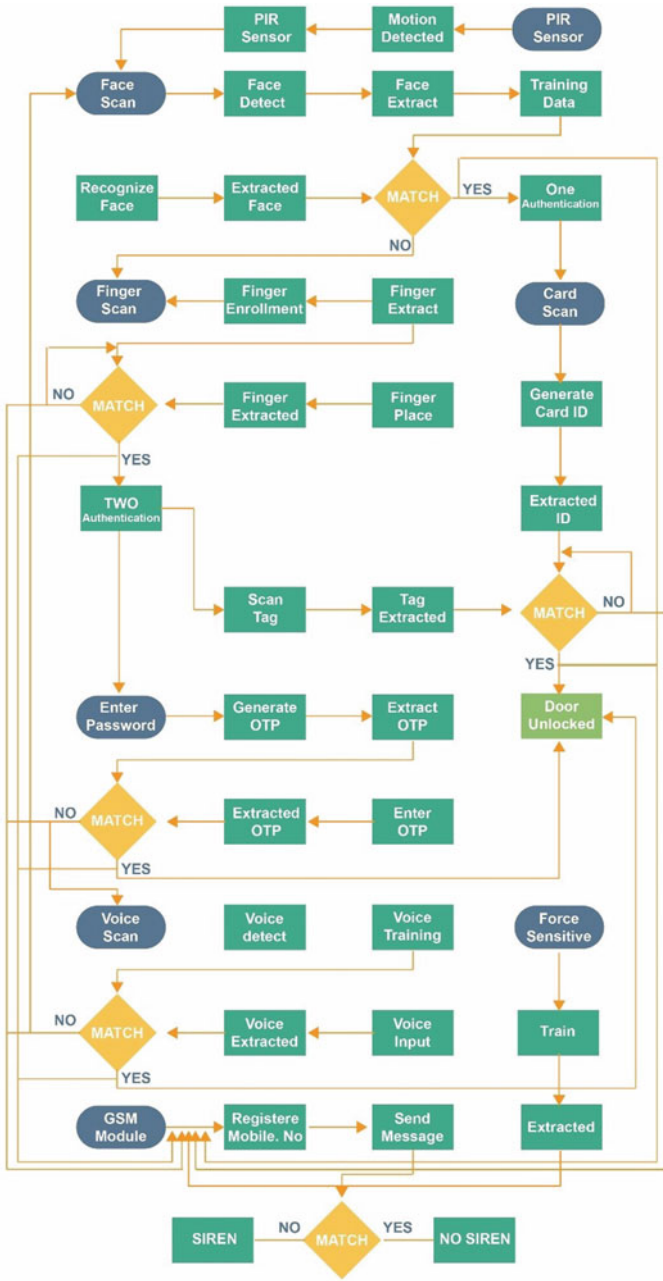 PIR
Sensor
Motion
Detected
PIR
Sensor
Face
Scan
Face
Detect
Face
Extract
Training
Data
Recognize
Face
Extracted
Face
MATCH
YES
One
Authentication
NO
Finger
Scan
Finger
Enrollment
Finger
Extract
Card
Scan
NO
MATCH
Finger
Extracted
Finger
Place
Generate
Card ID
YES
TWO
Authentication
Extracted
ID
Scan
Tag
Tag
Extracted
MATCH
NO
YES
Enter
Password
Generate
OTP
Extract
OTP
Door
Unlocked
NO
MATCH
Extracted
OTP
Enter
OTP
YES
Voice
Scan
Voice
detect
Voice
Training
Force
Sensitive
NO
MATCH
Voice
Extracted
Voice
Input
Train
YES
GSM
Module
Registere
Mobile. No
Send
Message
Extracted
SIREN
NO
MATCH
YES
NO SIREN